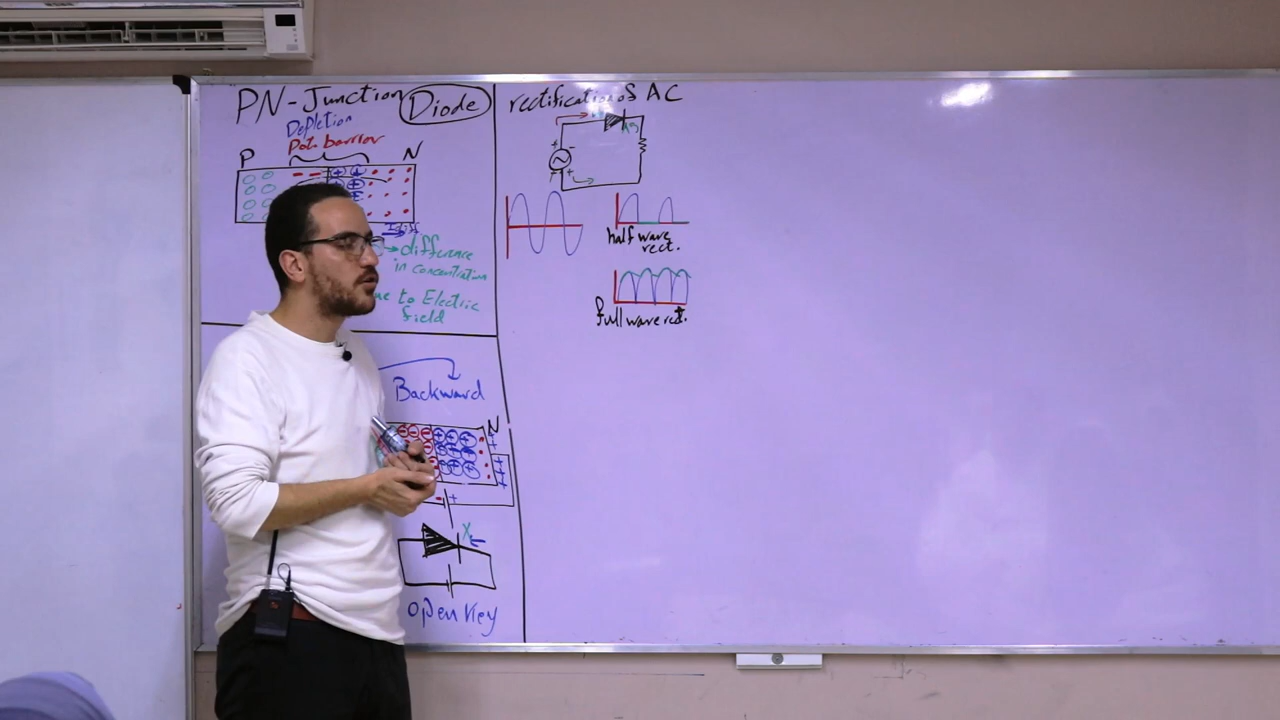 PN-Junction Diode
Depletion
Pot. barrier
P N
difference
in concentration
to Electric
field
Backward
N
open Key
rectification of AC
half wave
rect.
full wave rect.